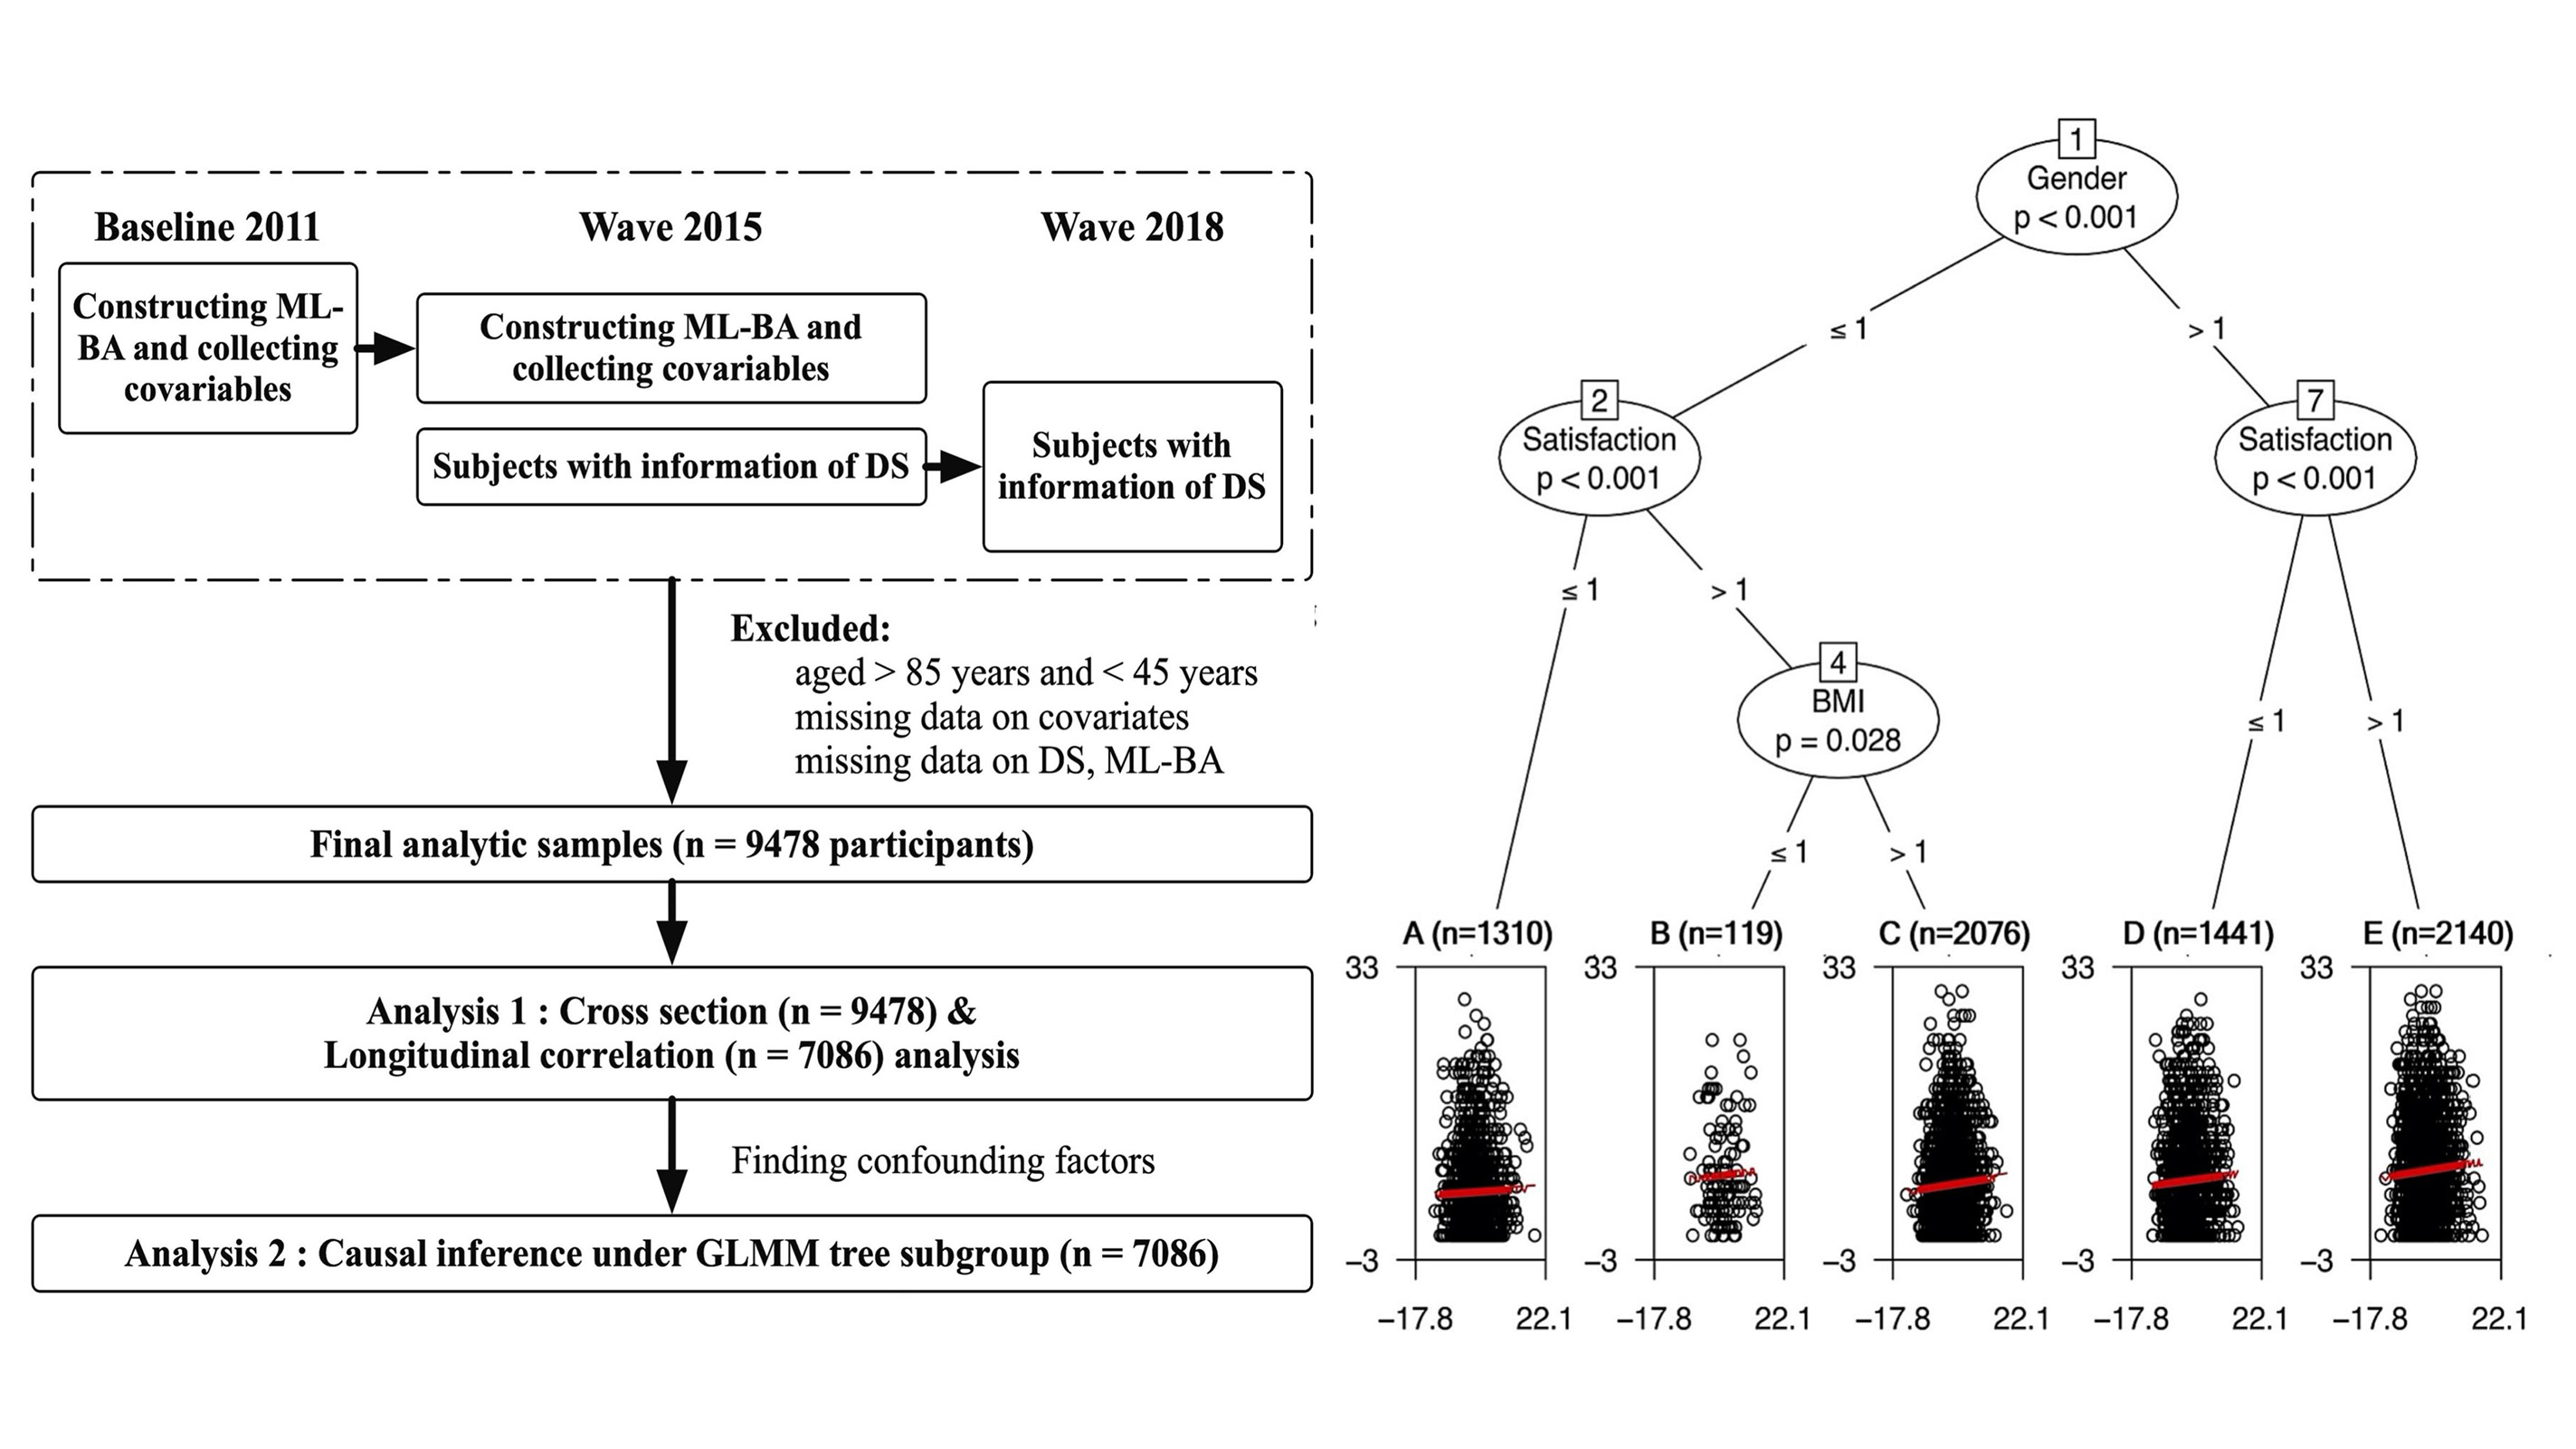 Baseline 2011
Wave 2015
Wave 2018
Constructing ML-
BA and collecting
covariables
Constructing ML-BA and
collecting covariables
Subjects with information of DS
Subjects with
information of DS
Excluded:
aged > 85 years and < 45 years
missing data on covariates
missing data on DS, ML-BA
Final analytic samples (n = 9478 participants)
Analysis 1 : Cross section (n = 9478) &
Longitudinal correlation (n = 7086) analysis
Finding confounding factors
Analysis 2 : Causal inference under GLMM tree subgroup (n = 7086)
1
Gender
p < 0.001
≤ 1
> 1
2
Satisfaction
p < 0.001
7
Satisfaction
p < 0.001
≤ 1
> 1
4
BMI
p = 0.028
≤ 1
> 1
≤ 1
> 1
A (n=1310)
B (n=119)
C (n=2076)
D (n=1441)
E (n=2140)
33
33
33
33
33
−3
−3
−3
−3
−3
−17.8
22.1
−17.8
22.1
−17.8
22.1
−17.8
22.1
−17.8
22.1